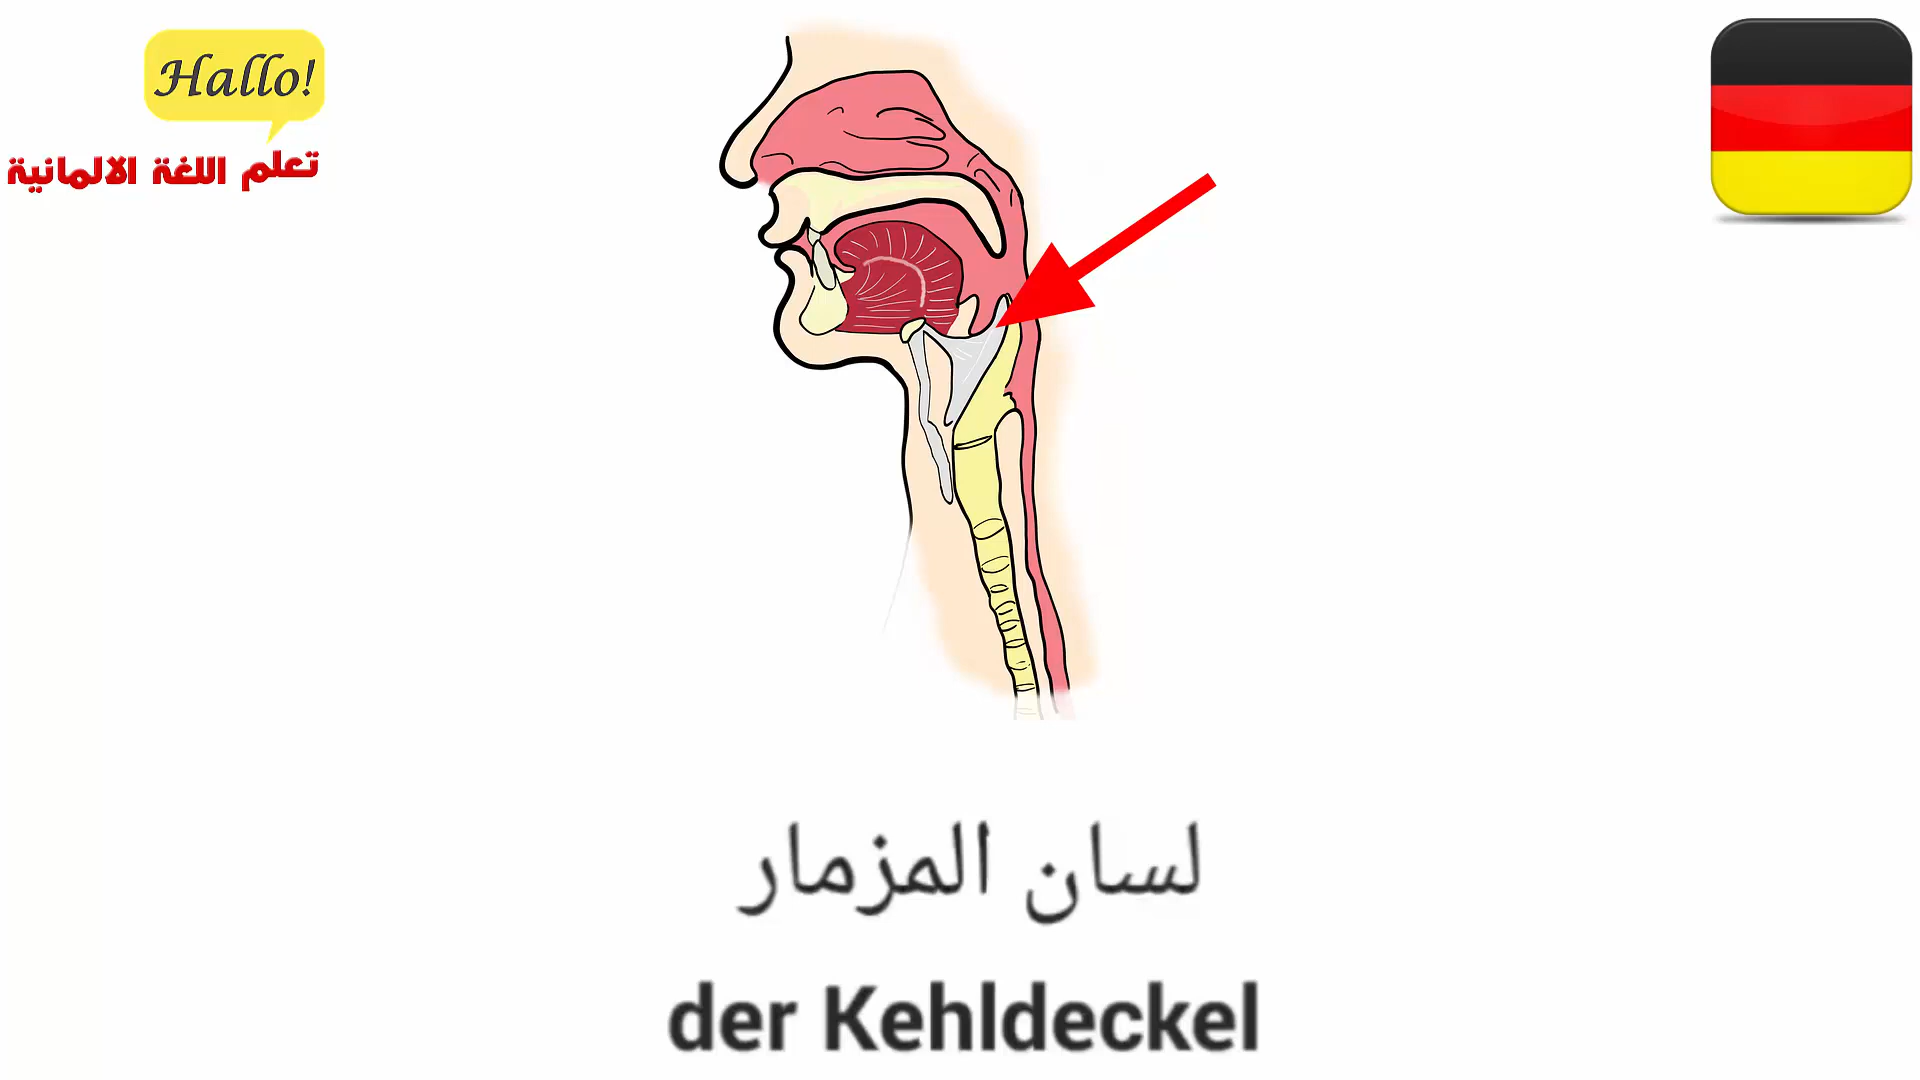 Hallo!
تعلم اللغة الالمانية
لسان المزمار
der Kehldeckel